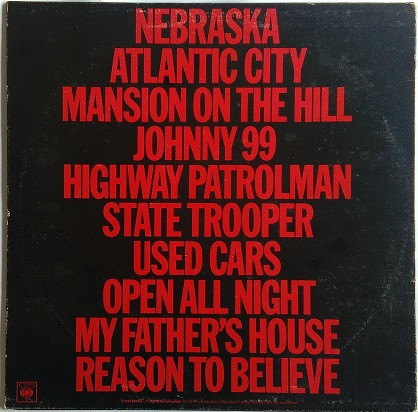 NEBRASKA
ATLANTIC CITY
MANSION ON THE HILL
JOHNNY 99
HIGHWAY PATROLMAN
STATE TROOPER
USED CARS
OPEN ALL NIGHT
MY FATHER'S HOUSE
REASON TO BELIEVE